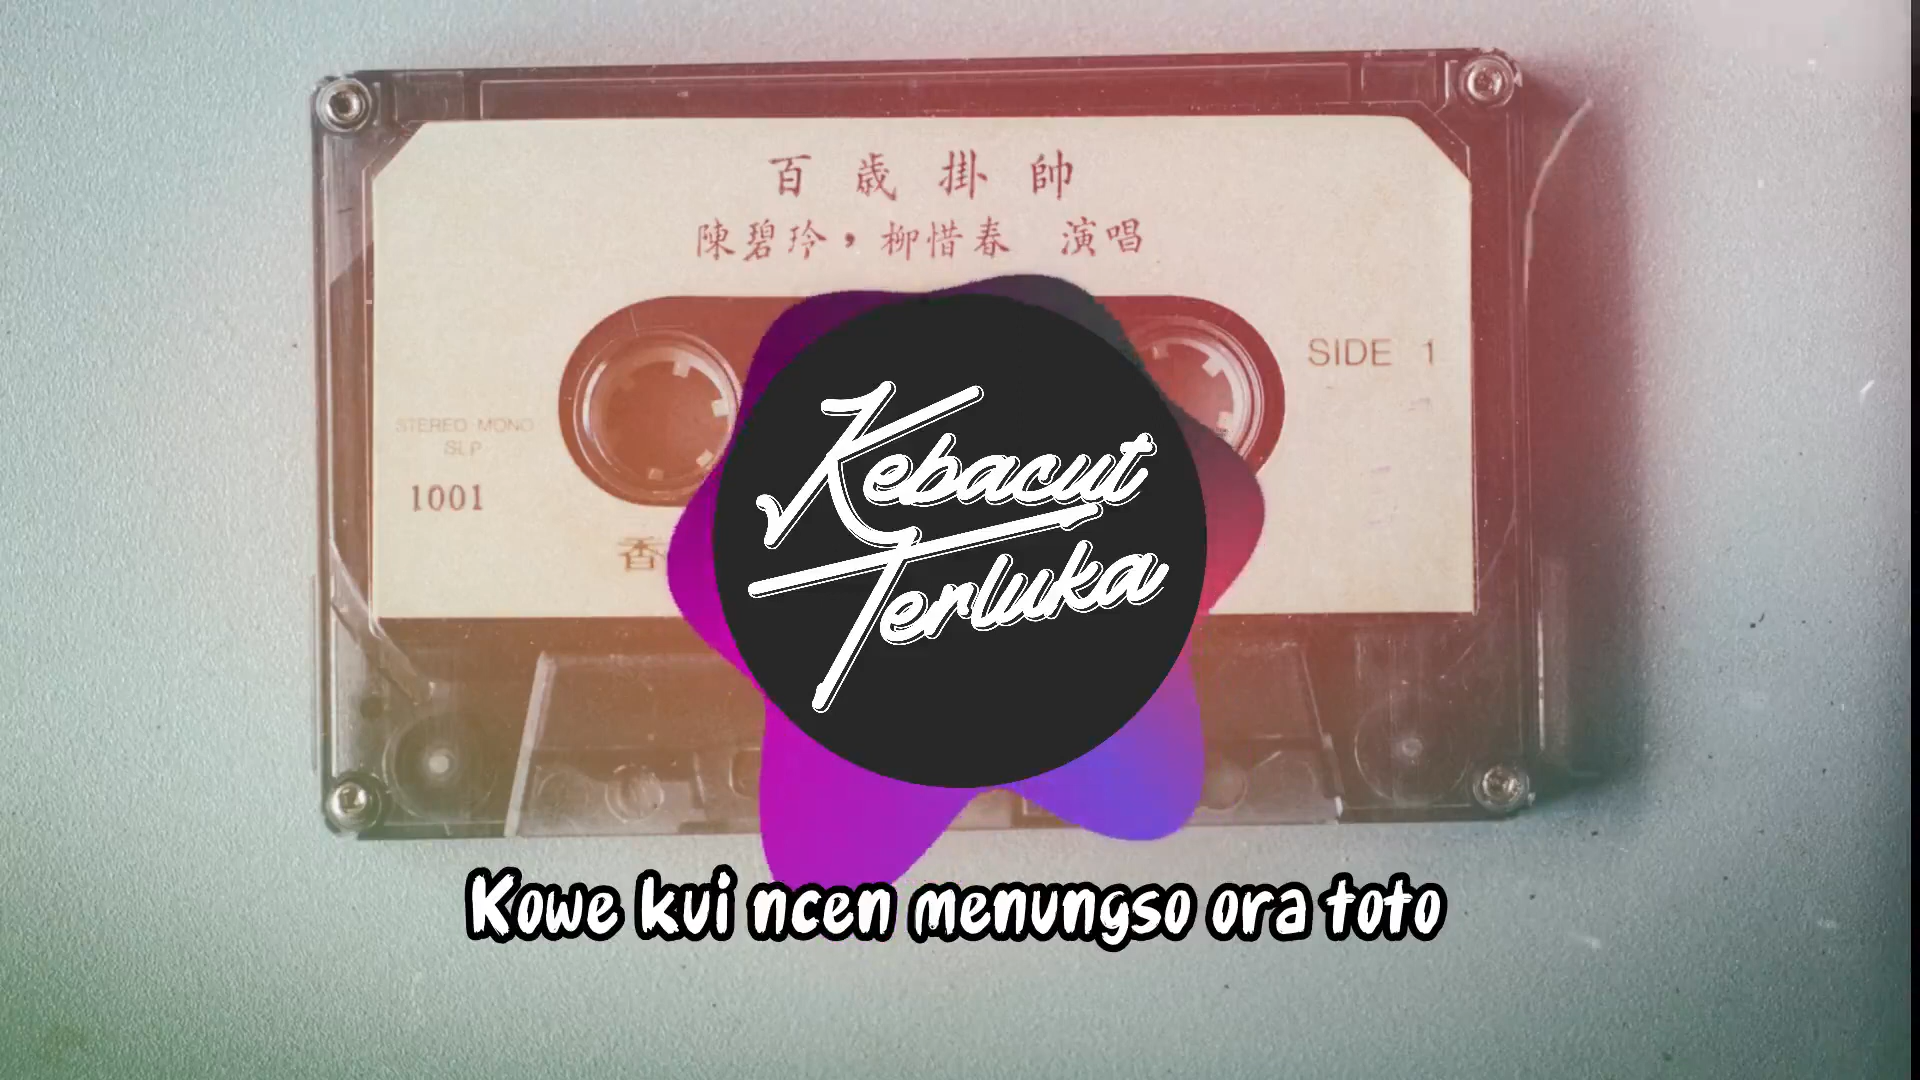 百歲掛帥
陳碧玲，柳惜春 演唱
SIDE 1
STEREO MONO
SLP
1001
香
Kebacut
Terluka
Kowe kui ncen menungso ora toto